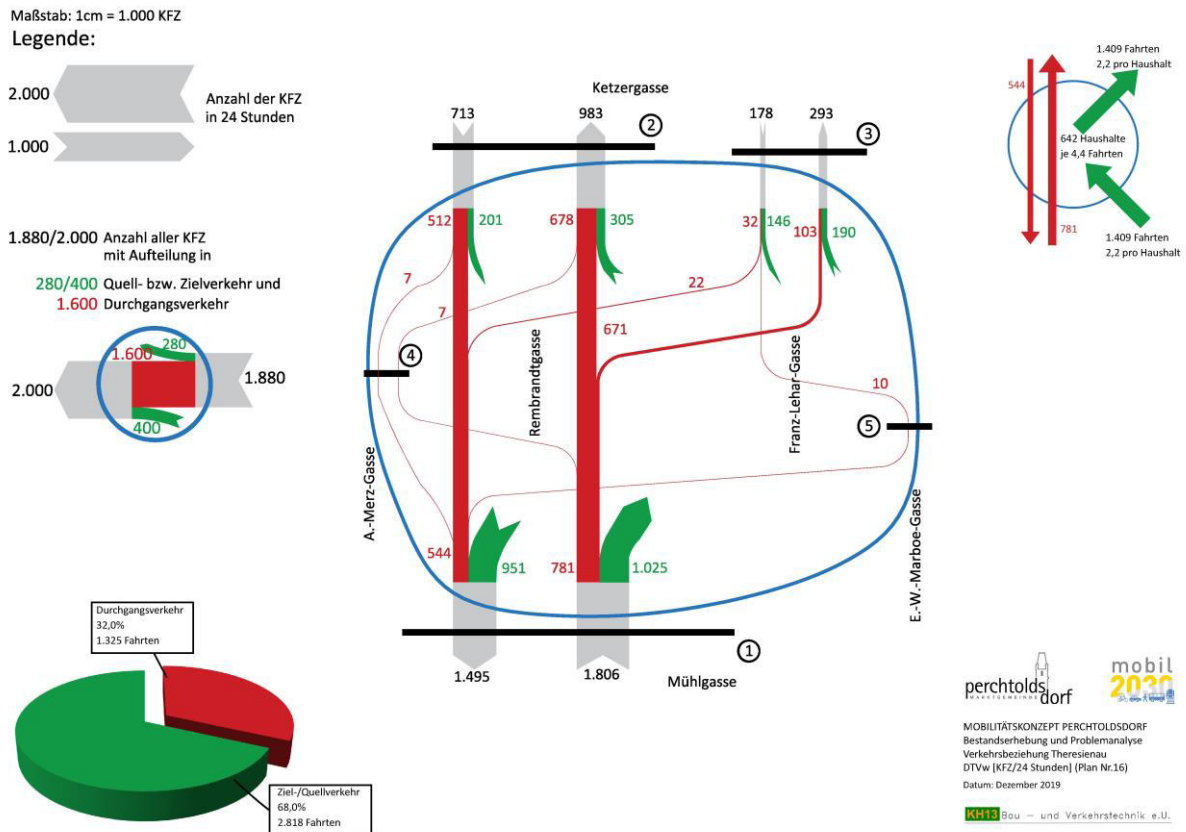 Maßstab: 1cm = 1.000 KFZ
Legende:
2.000
Anzahl der KFZ
in 24 Stunden
1.000
1.880/2.000 Anzahl aller KFZ
mit Aufteilung in
280/400 Quell- bzw. Zielverkehr und
1.600 Durchgangsverkehr
1.600
280
2.000
1.880
400
Ketzergasse
713
983
178
293
2
3
512
201
678
305
32
146
103
190
7
7
22
671
4
10
5
A.-Merz-Gasse
Rembrandtgasse
Franz-Lehar-Gasse
E.-W.-Marboe-Gasse
544
951
781
1.025
1
1.495
1.806
Mühlgasse
1.409 Fahrten
2,2 pro Haushalt
544
642 Haushalte
je 4,4 Fahrten
781
1.409 Fahrten
2,2 pro Haushalt
Durchgangsverkehr
32,0%
1.325 Fahrten
Ziel-/Quellverkehr
68,0%
2.818 Fahrten
perchtolds
MARKTGEMEINDE
dorf
mobil
2030
MOBILITÄTSKONZEPT PERCHTOLDSDORF
Bestandserhebung und Problemanalyse
Verkehrsbeziehung Theresienau
DTVw [KFZ/24 Stunden] (Plan Nr.16)
Datum: Dezember 2019
KH13 Bau – und Verkehrstechnik e.U.